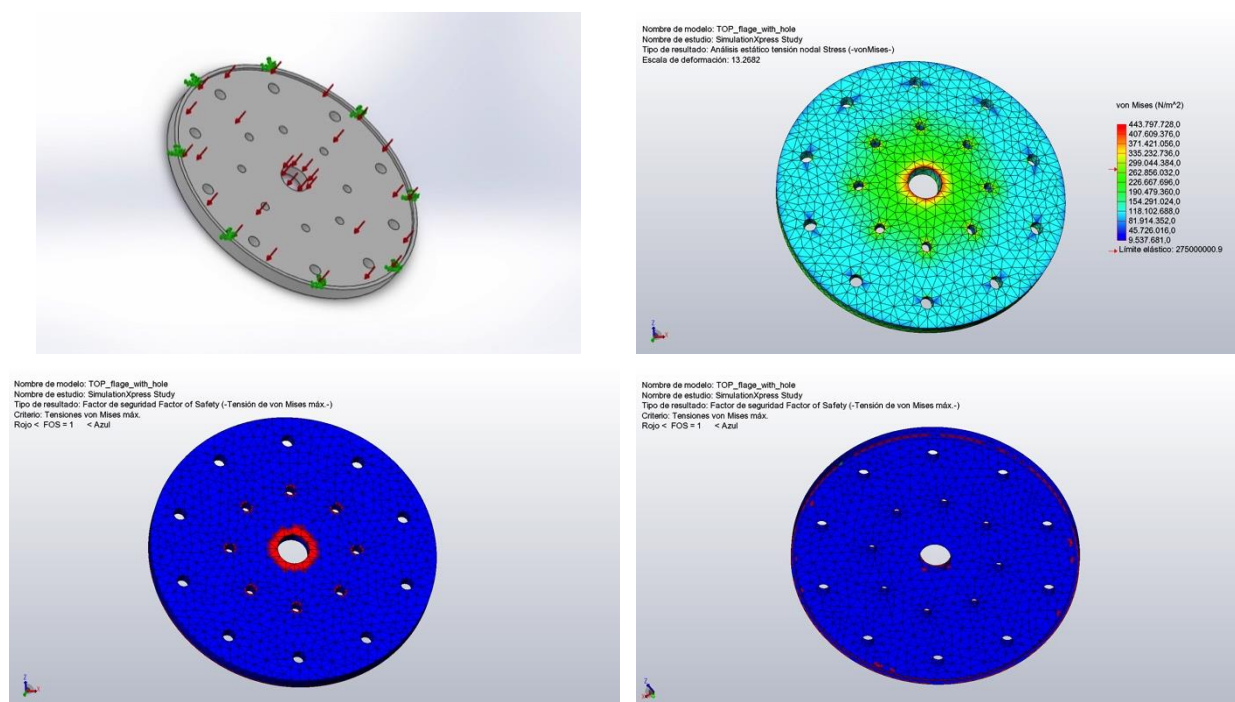 Nombre de modelo: TOP_flage_with_hole
Nombre de estudio: SimulationXpress Study
Tipo de resultado: Análisis estático tensión nodal Stress (-vonMises-)
Escala de deformación: 13.2682
von Mises (N/m^2)
443.797.728,0
407.609.376,0
371.421.056,0
335.232.736,0
299.044.384,0
262.856.032,0
226.667.696,0
190.479.360,0
154.291.024,0
118.102.688,0
81.914.352,0
45.726.016,0
9.537.681,0
Límite elástico: 275000000.9
Nombre de modelo: TOP_flage_with_hole
Nombre de estudio: SimulationXpress Study
Tipo de resultado: Factor de seguridad Factor of Safety (-Tensión de von Mises máx.-)
Criterio: Tensiones von Mises máx.
Rojo < FOS = 1 < Azul
Nombre de modelo: TOP_flage_with_hole
Nombre de estudio: SimulationXpress Study
Tipo de resultado: Factor de seguridad Factor of Safety (-Tensión de von Mises máx.-)
Criterio: Tensiones von Mises máx.
Rojo < FOS = 1 < Azul